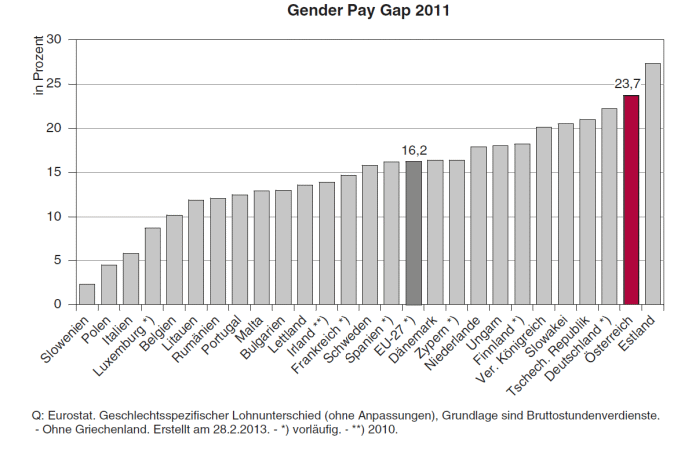 Gender Pay Gap 2011
in Prozent
30
25
20
15
10
5
0
16,2
23,7
Slowenien
Polen
Italien
Luxemburg *)
Belgien
Litauen
Rumänien
Portugal
Malta
Bulgarien
Lettland
Irland **)
Frankreich *)
Schweden
Spanien *)
EU-27 *)
Dänemark
Zypern *)
Niederlande
Ungarn
Finnland *)
Ver. Königreich
Slowakei
Tschech. Republik
Deutschland *)
Österreich
Estland
Q: Eurostat. Geschlechtsspezifischer Lohnunterschied (ohne Anpassungen), Grundlage sind Bruttostundenverdienste.
- Ohne Griechenland. Erstellt am 28.2.2013. - *) vorläufig. - **) 2010.